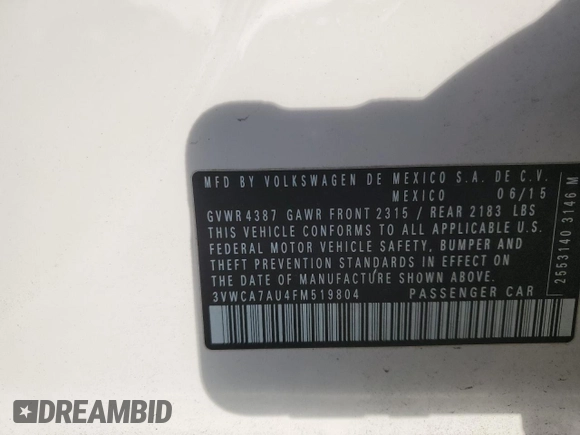 MFD BY VOLKSWAGEN DE MEXICO S.A. DE C.V.
MEXICO 06/15
GVWR 4387 GAWR FRONT 2315 / REAR 2183 LBS
THIS VEHICLE CONFORMS TO ALL APPLICABLE U.S.
FEDERAL MOTOR VEHICLE SAFETY, BUMPER AND
THEFT PREVENTION STANDARDS IN EFFECT ON
THE DATE OF MANUFACTURE SHOWN ABOVE.
3VWCA7AU4FM519804 PASSENGER CAR
2553140 3146 M
DREAMBID